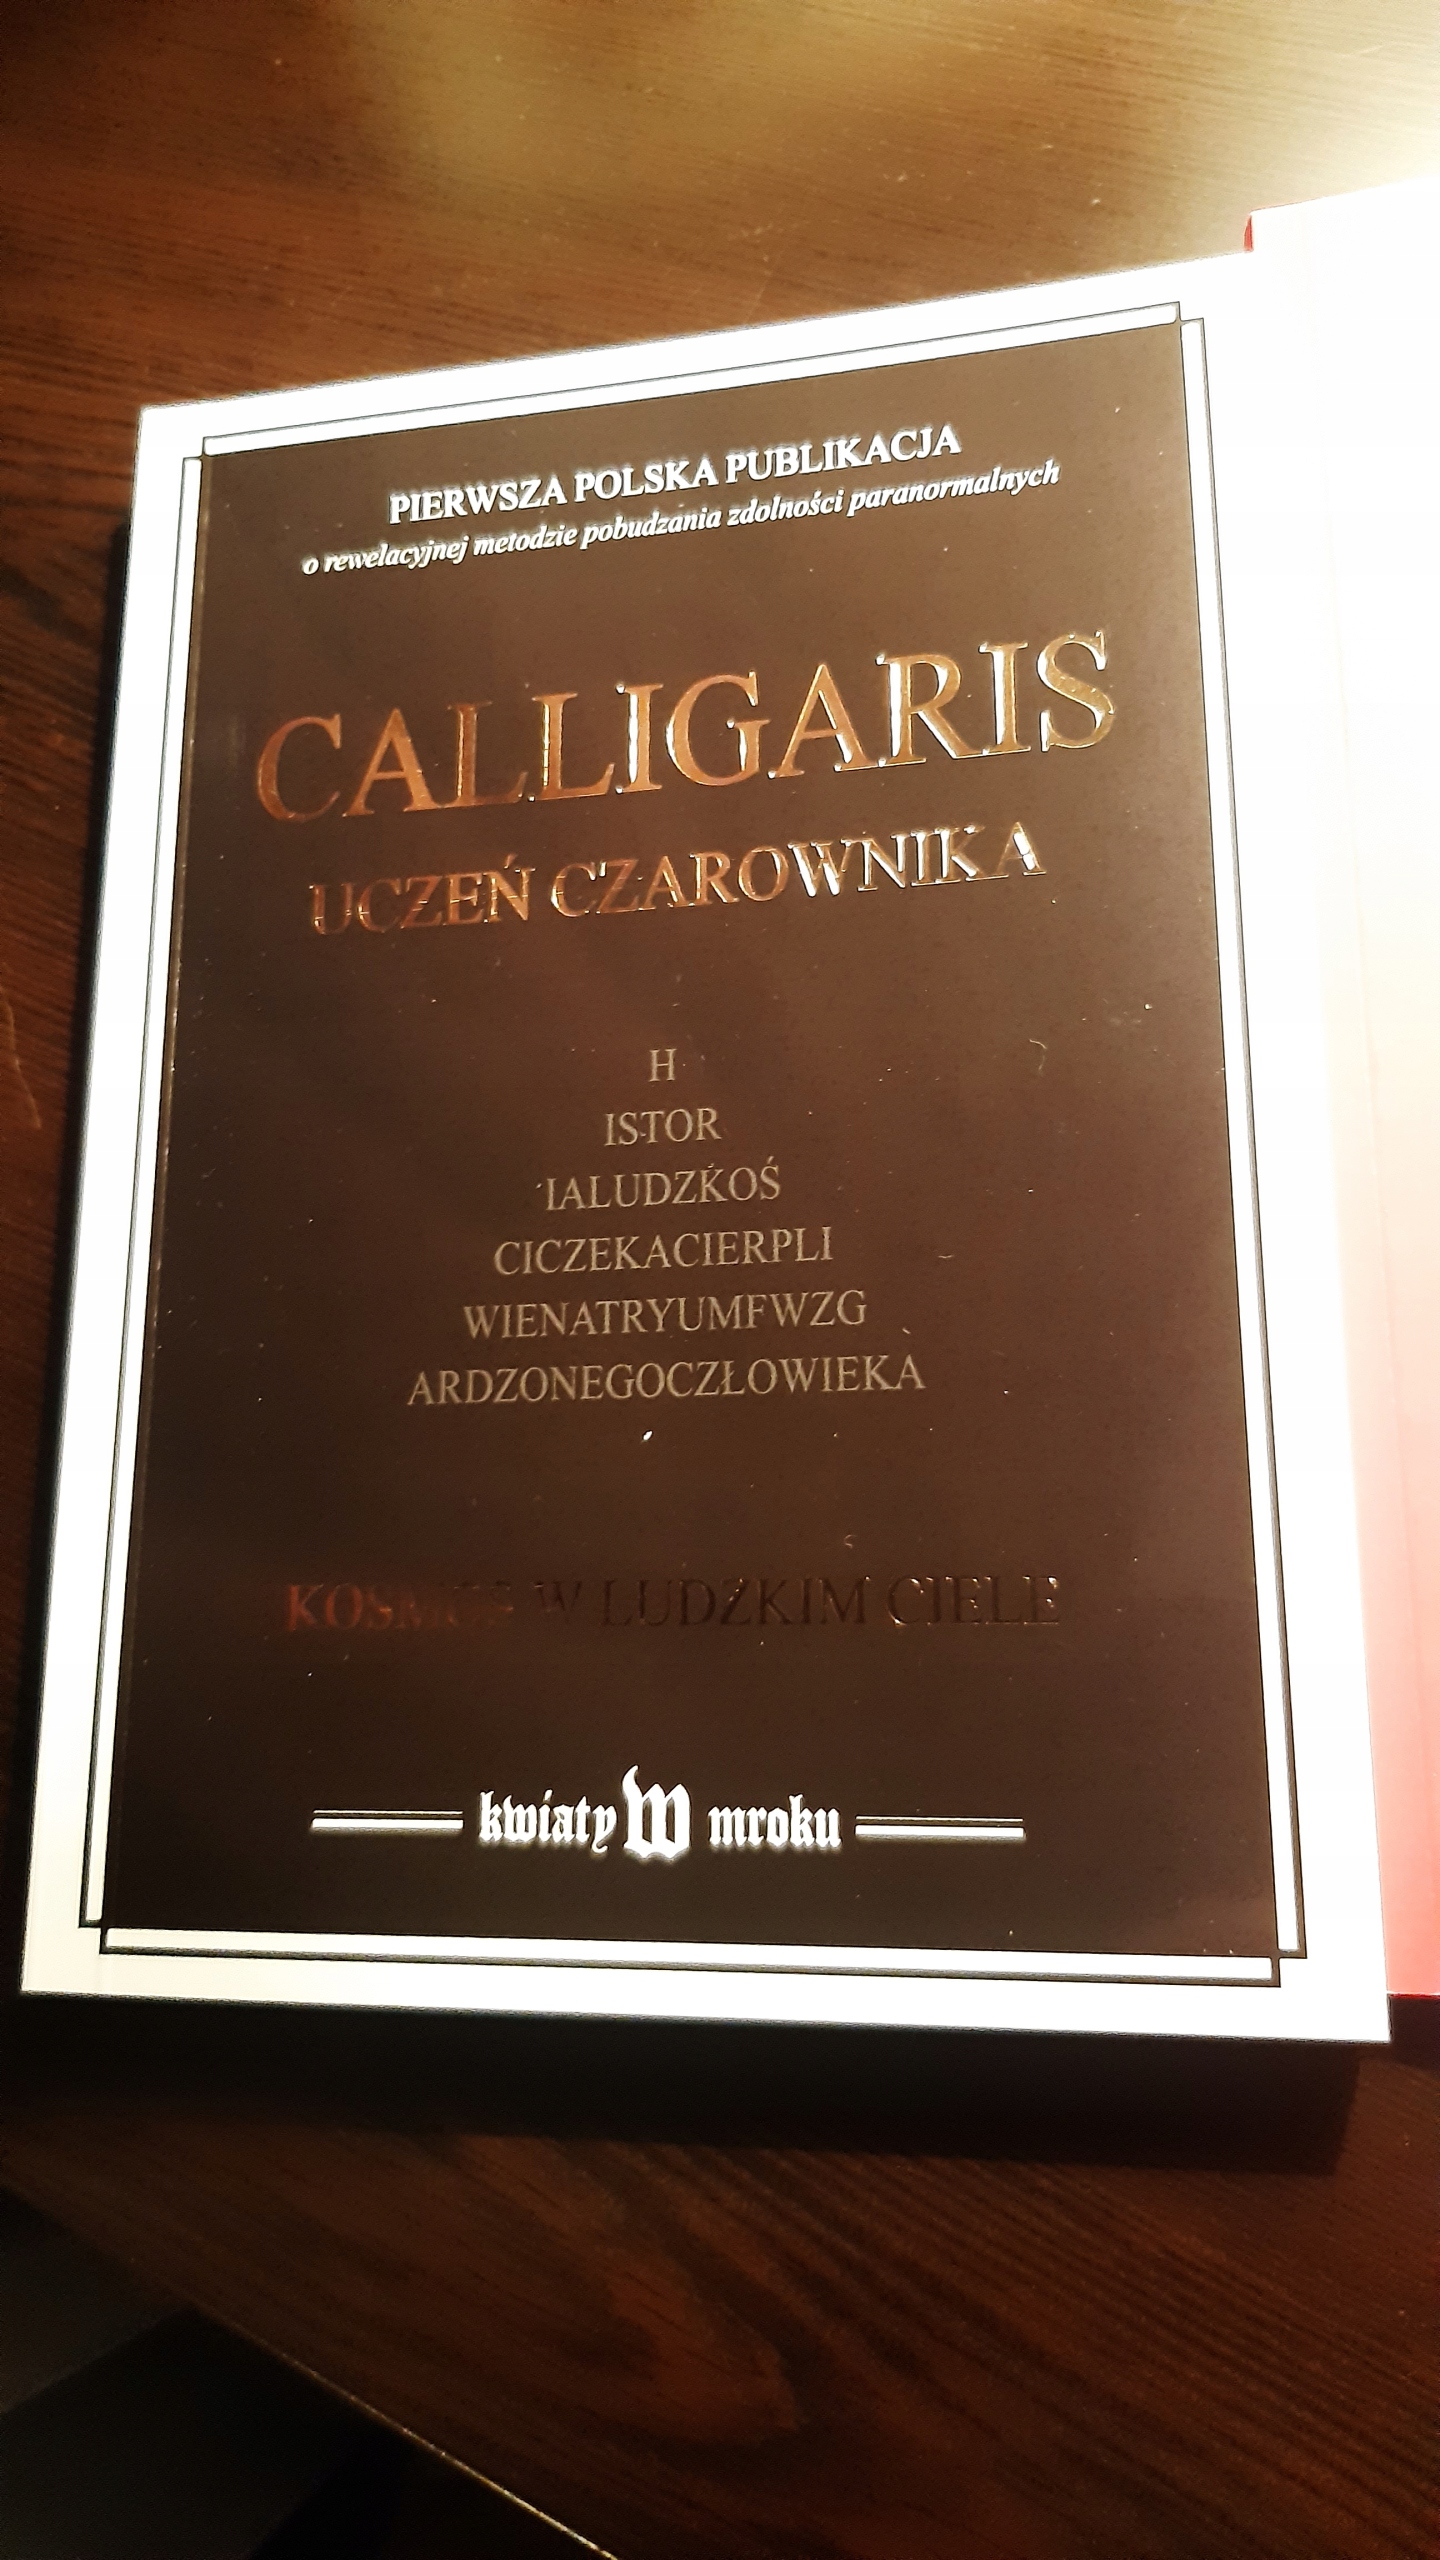 PIERWSZA POLSKA PUBLIKACJA
o rewelacyjnej metodzie pobudzania zdolności paranormalnych
CALLIGARIS
UCZEŃ CZAROWNIKA
H
ISTOR
IALUDZKOŚ
CICZEKACIERPLI
WIENATRYUMFWZG
ARDZONEGOCZŁOWIEKA
KOSMOS W LUDZKIM CIELE
kwiaty W mroku